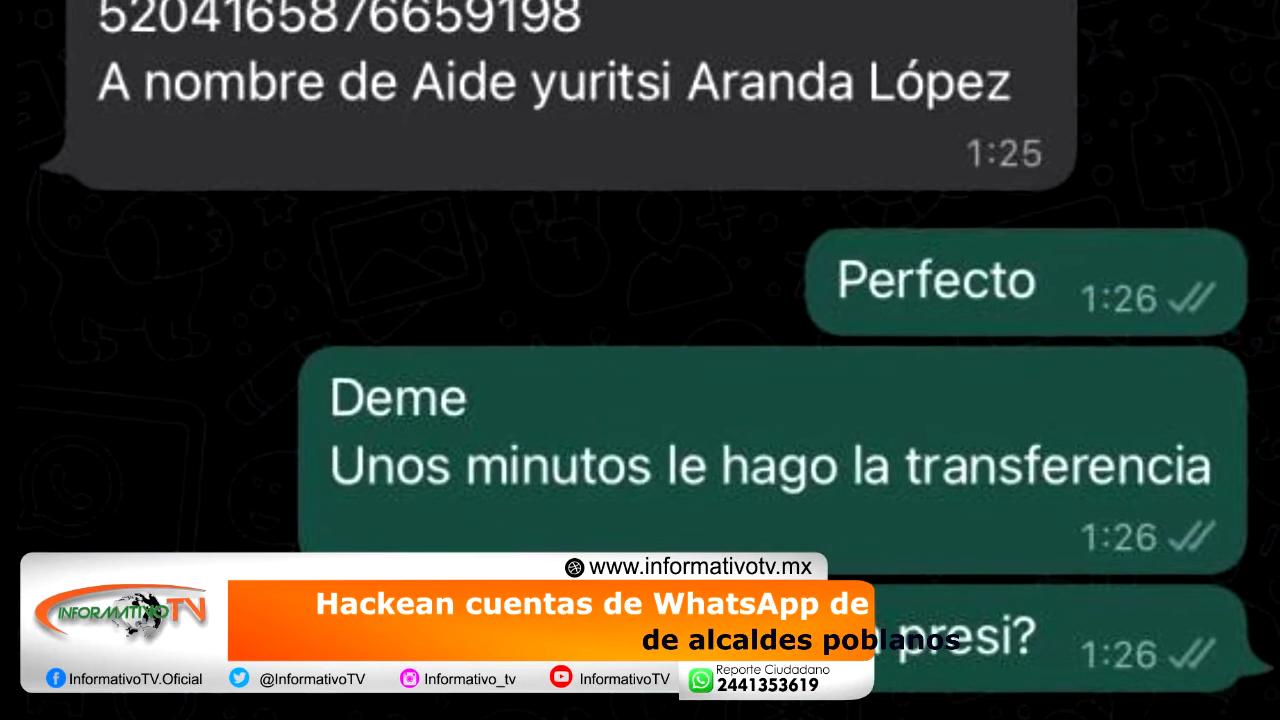 5204165876659198
A nombre de Aide yuritsi Aranda López
1:25
Perfecto
1:26
Deme
Unos minutos le hago la transferencia
1:26
presi?
1:26
www.informativotv.mx
INFORMATIVO TV
Hackean cuentas de WhatsApp de
de alcaldes poblanos
InformativoTV.Oficial
@InformativoTV
Informativo_tv
InformativoTV
Reporte Ciudadano
2441353619